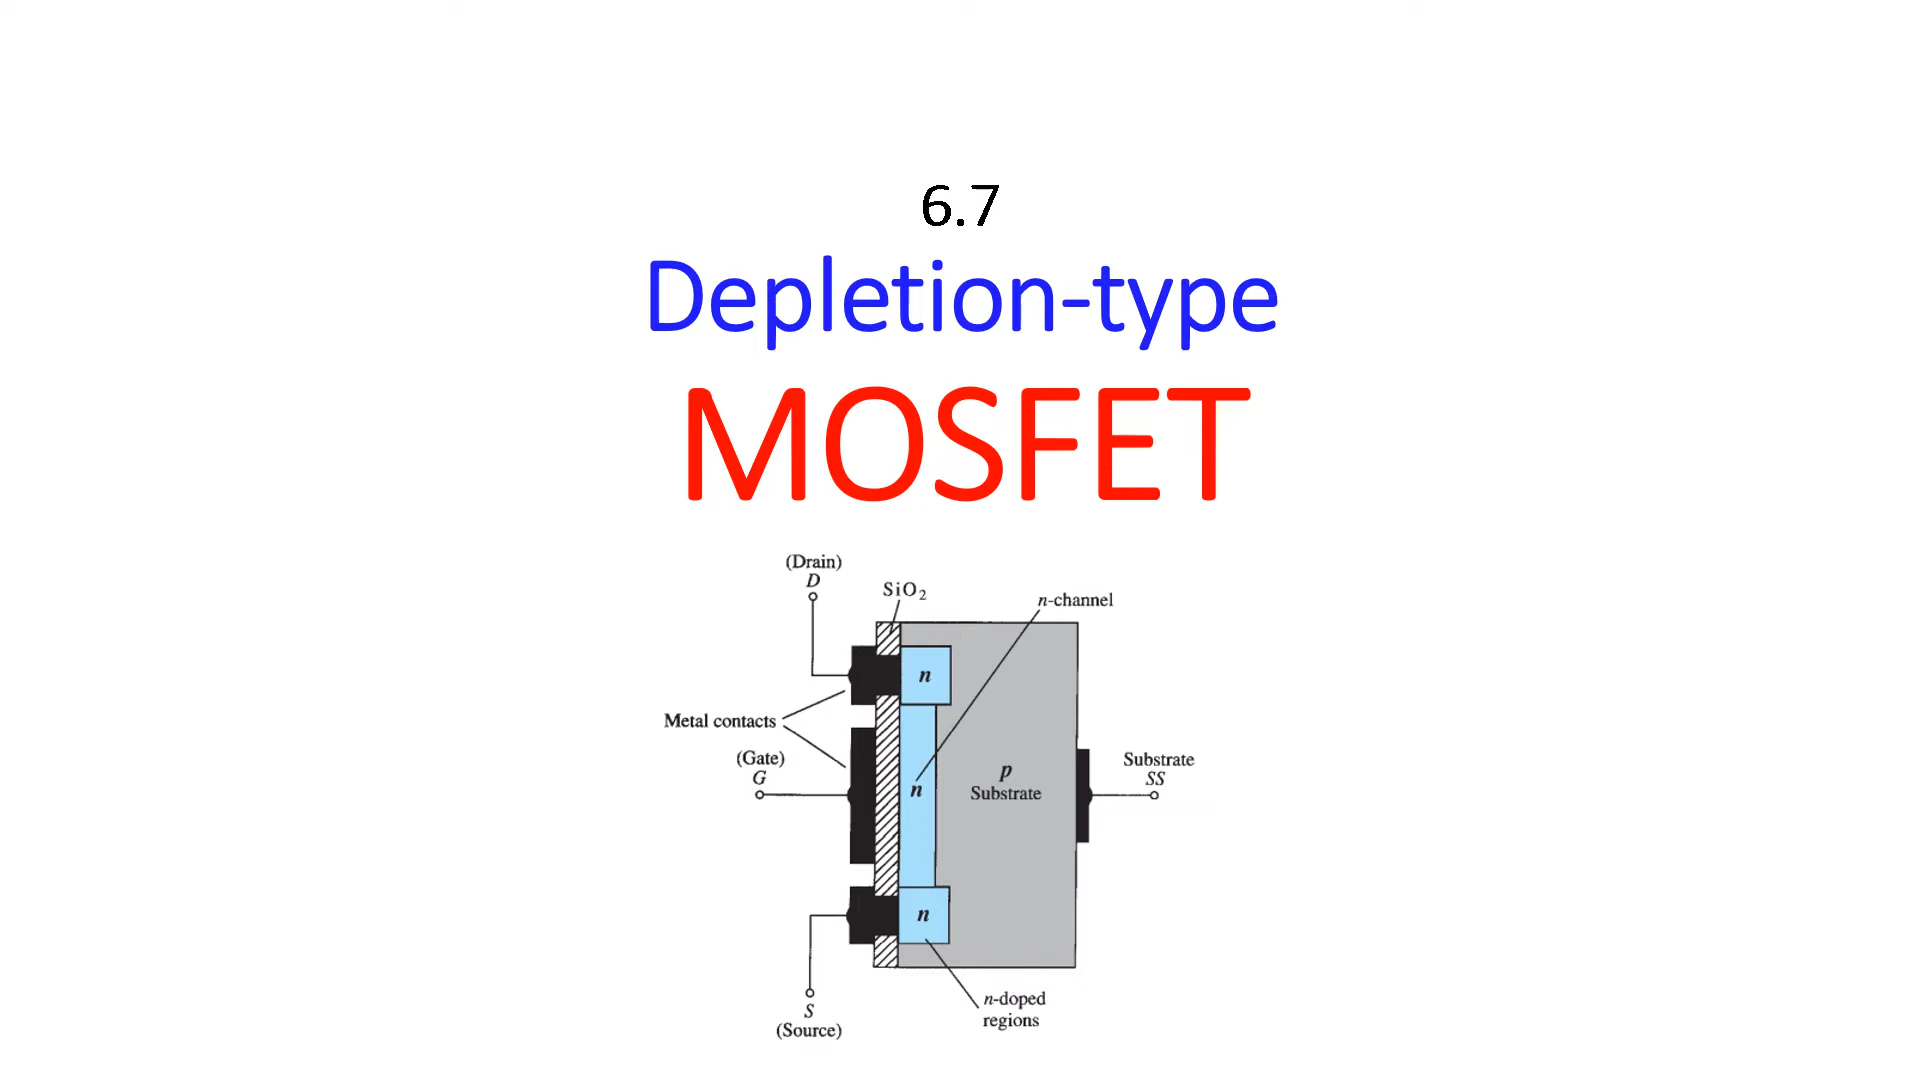 6.7
Depletion-type
MOSFET
(Drain)
D
SiO2
n-channel
n
Metal contacts
(Gate)
G
n
p
Substrate
Substrate
SS
n
S
(Source)
n-doped
regions